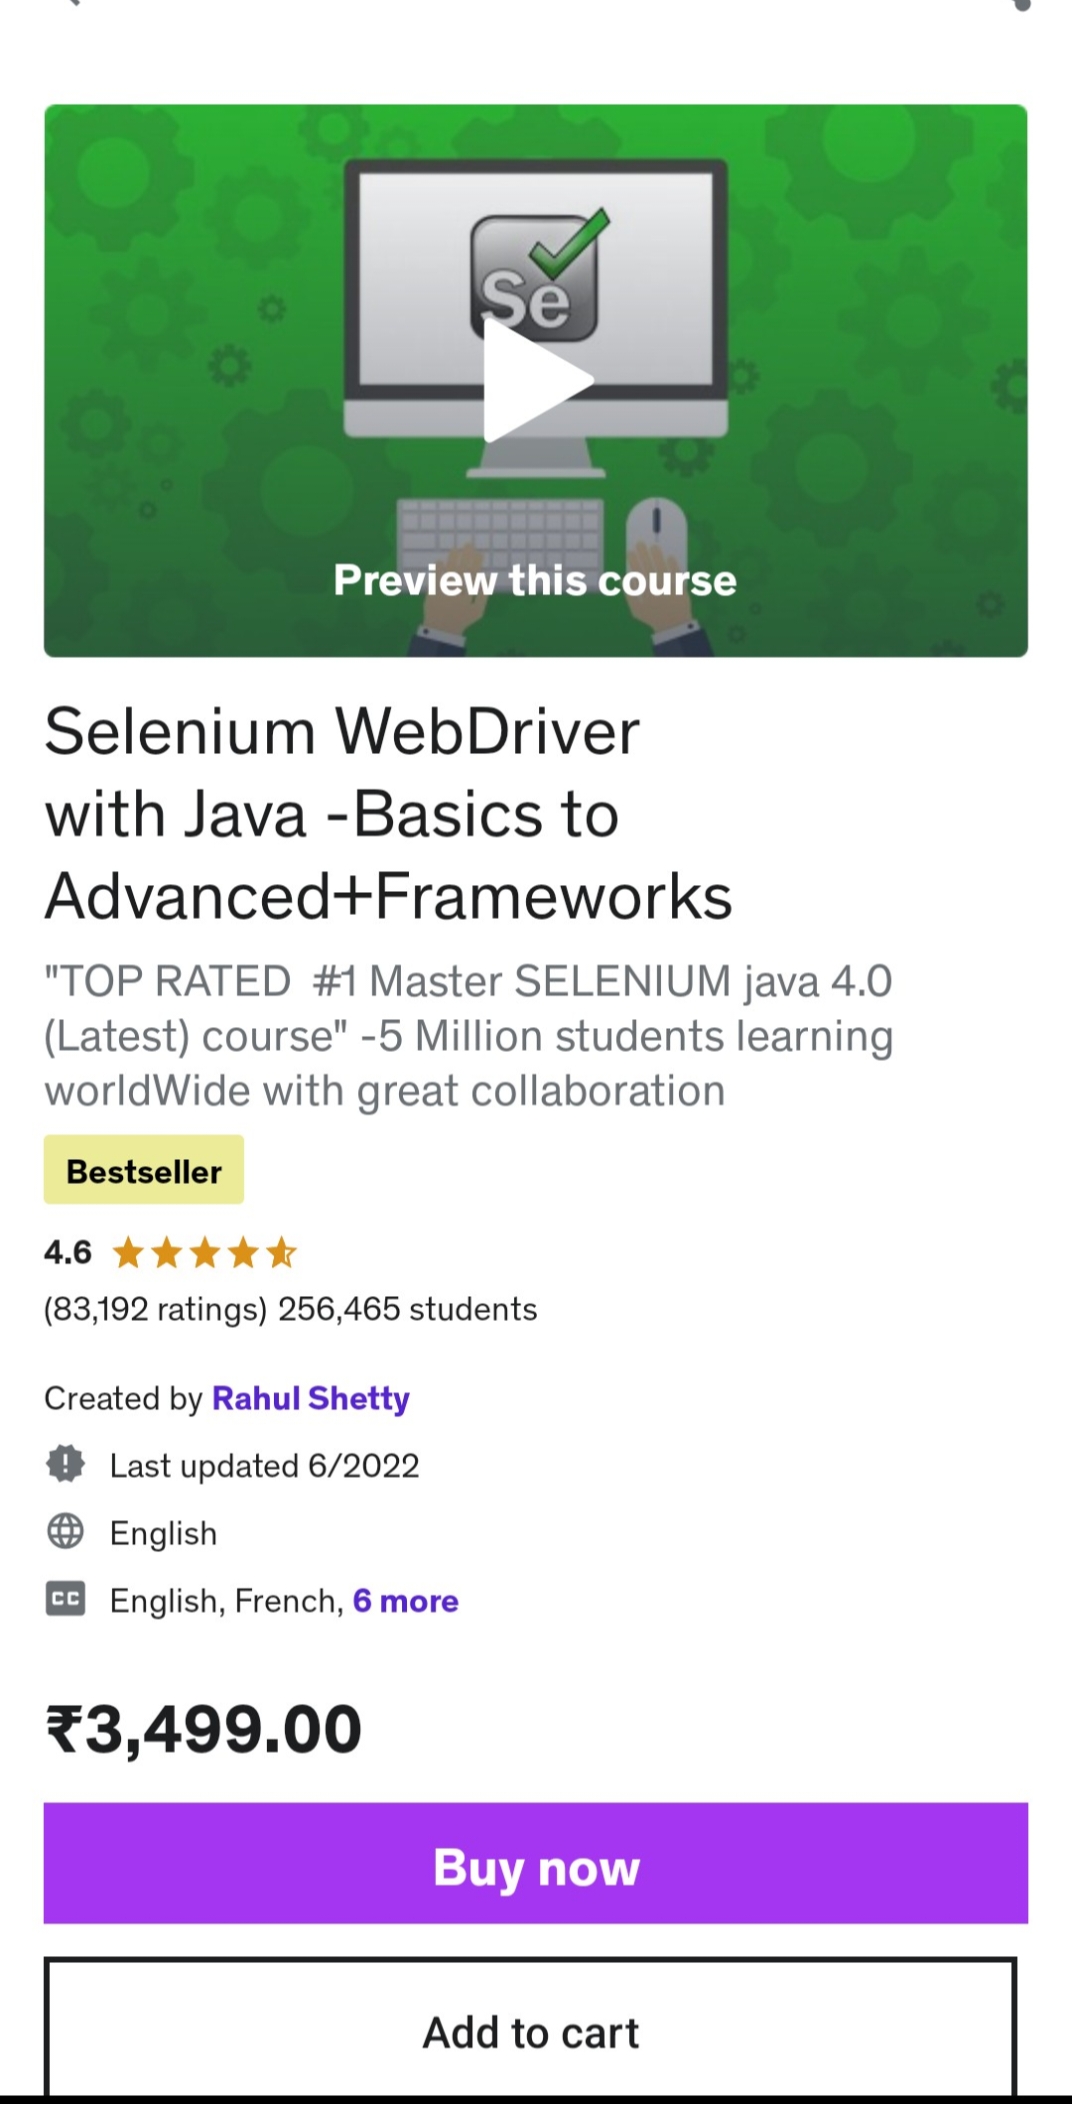 Se
Preview this course
Selenium WebDriver
with Java -Basics to
Advanced+Frameworks
"TOP RATED  #1 Master SELENIUM java 4.0
(Latest) course" -5 Million students learning
worldWide with great collaboration
Bestseller
4.6
(83,192 ratings) 256,465 students
Created by Rahul Shetty
Last updated 6/2022
English
CC English, French, 6 more
₹3,499.00
Buy now
Add to cart